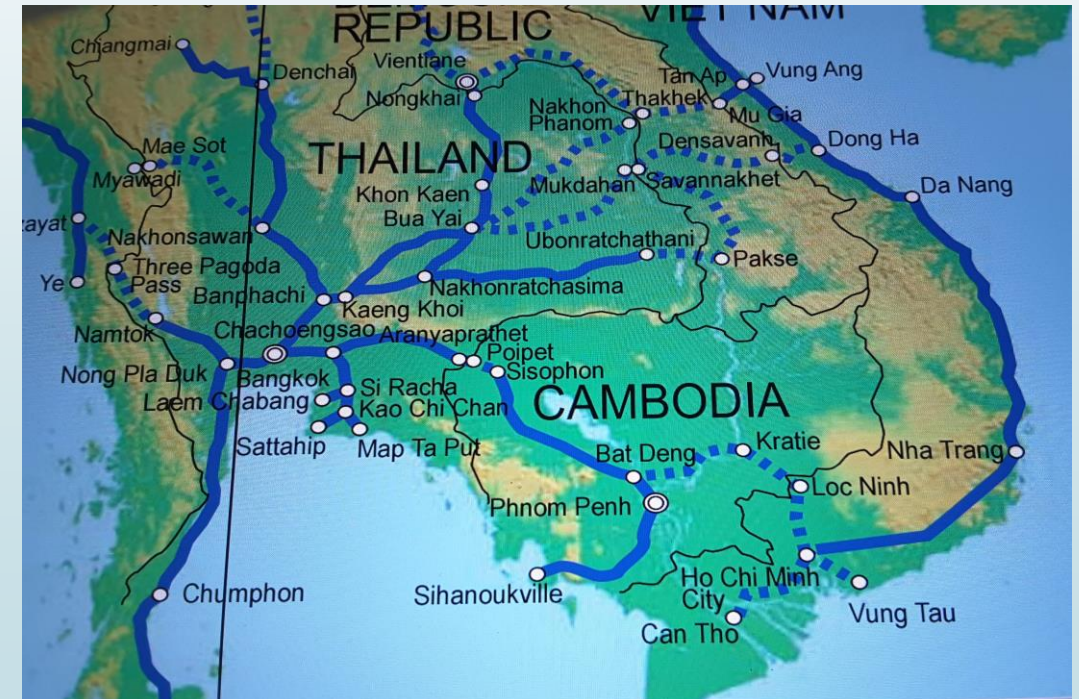 REPUBLIC
VIET NAM
Chiangmai
Vientiane
Denchai
Nongkhai
Tan Ap
Vung Ang
Nakhon
Phanom
Thakhek
Mu Gia
Densavanh
Dong Ha
Mae Sot
Myawadi
THAILAND
Khon Kaen
Mukdahan
Savannakhet
Da Nang
Bua Yai
Nakhonsawan
Ubonratchathani
Pakse
Three Pagoda
Pass
Ye
Banphachi
Nakhonratchasima
Kaeng Khoi
Namtok
Chachoengsao
Aranyaprathet
Poipet
Sisophon
Nong Pla Duk
Bangkok
Si Racha
Laem Chabang
Kao Chi Chan
CAMBODIA
Sattahip
Map Ta Put
Bat Deng
Kratie
Nha Trang
Loc Ninh
Phnom Penh
Chumphon
Sihanoukville
Ho Chi Minh
City
Vung Tau
Can Tho